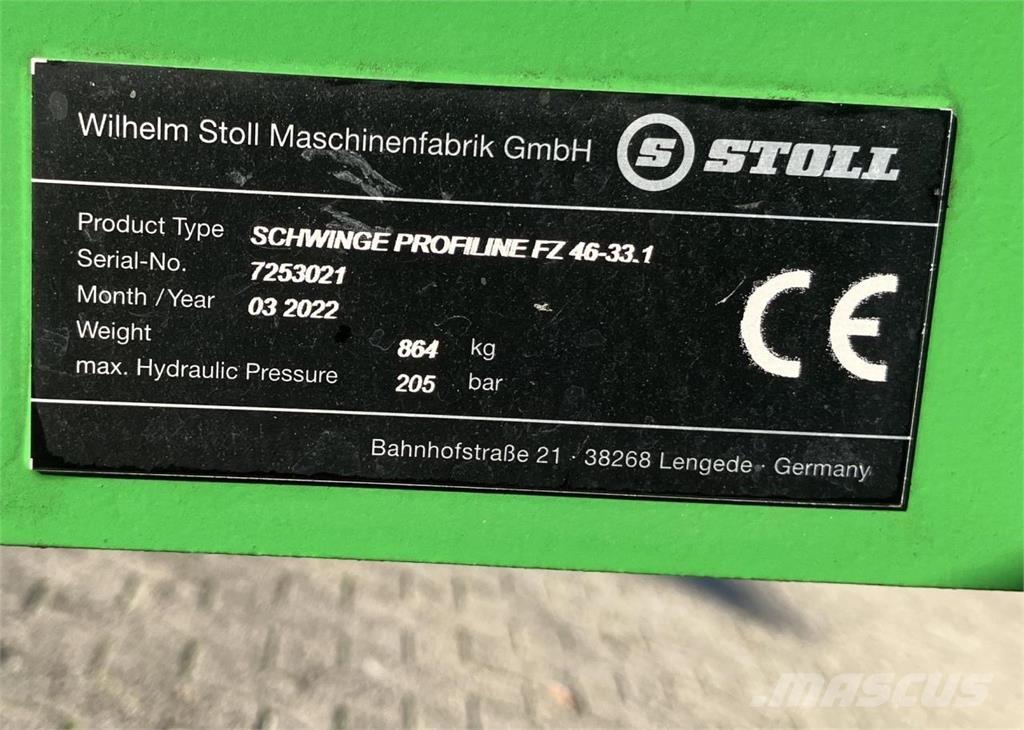 Wilhelm Stoll Maschinenfabrik GmbH S STOLL
Product Type SCHWINGE PROFILINE FZ 46-33.1
Serial-No. 7253021
Month / Year 03 2022
Weight 864 kg
max. Hydraulic Pressure 205 bar
CE
Bahnhofstraße 21 · 38268 Lengede · Germany
MASCUS